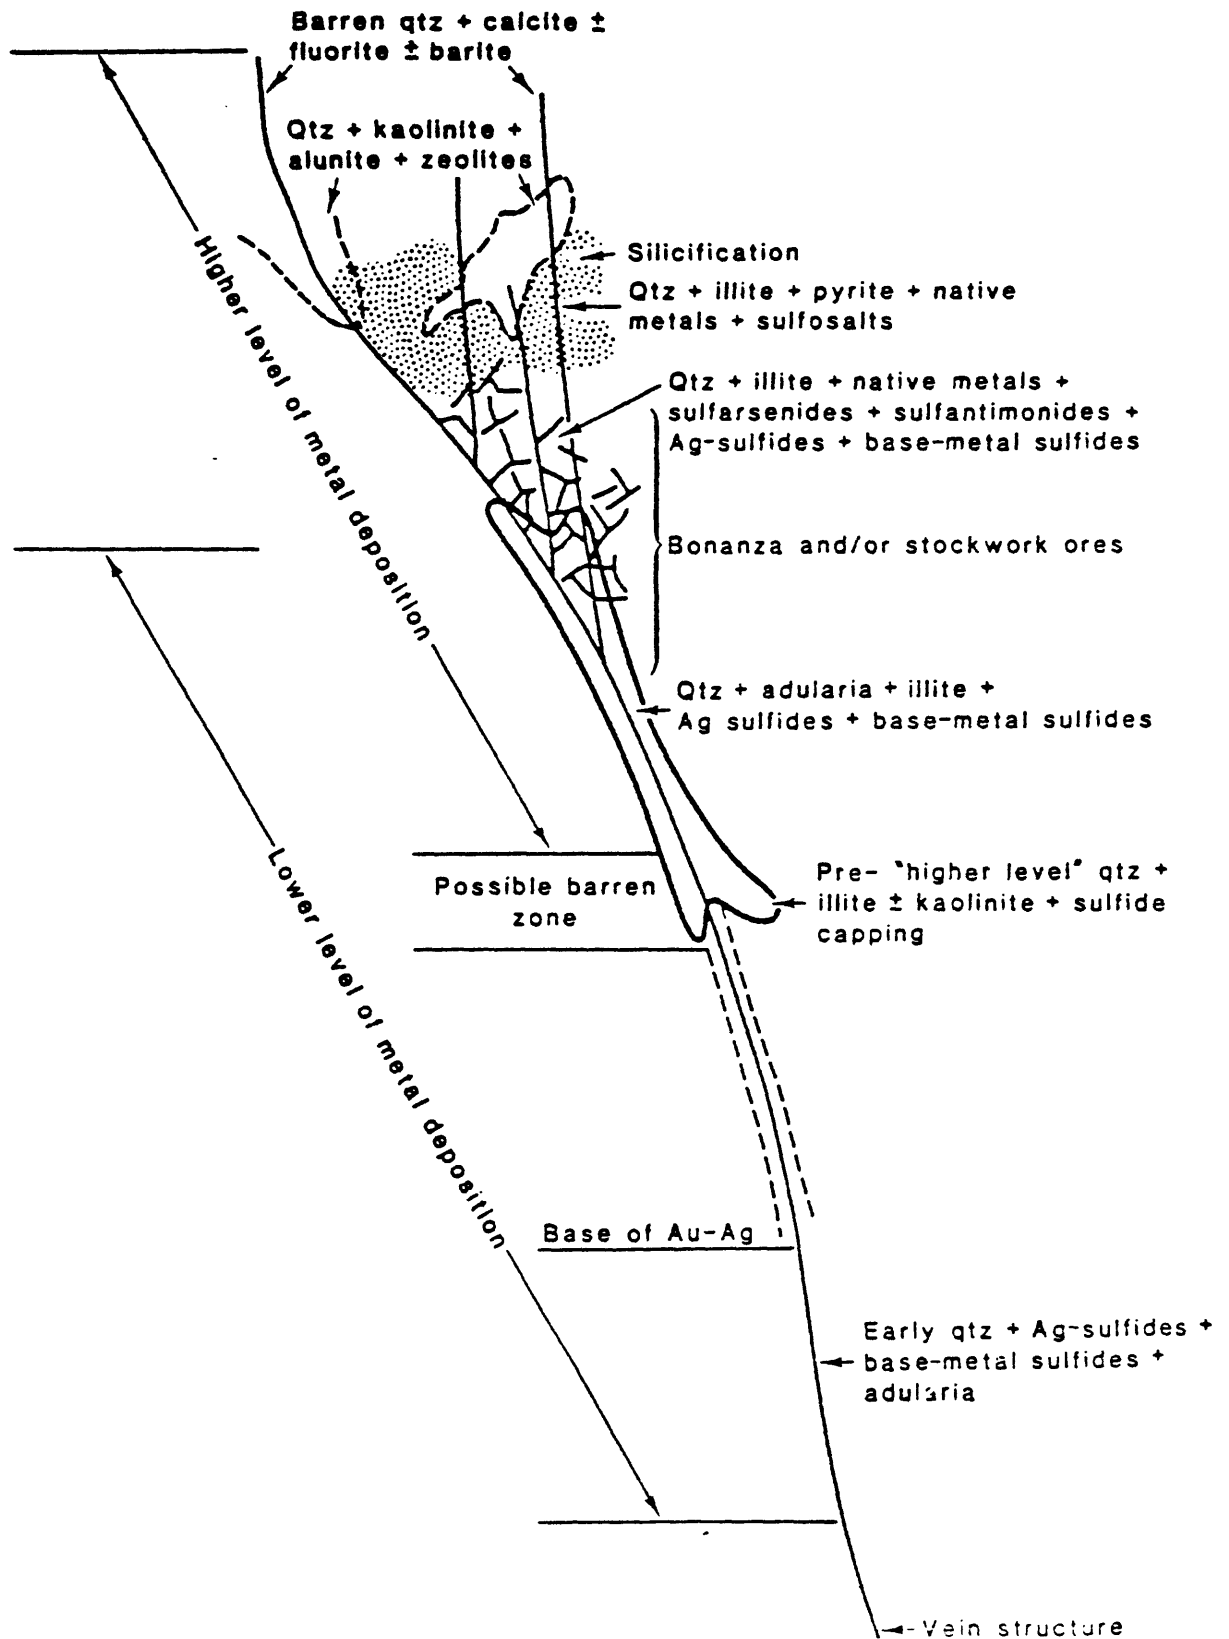 Barren qtz + calcite ±
fluorite ± barite
Qtz + kaolinite +
alunite + zeolites
Silicification
Qtz + illite + pyrite + native
metals + sulfosalts
Qtz + illite + native metals +
sulfarsenides + sulfantimonides +
Ag-sulfides + base-metal sulfides
Bonanza and/or stockwork ores
Higher level of metal deposition
Qtz + adularia + illite +
Ag sulfides + base-metal sulfides
Possible barren
zone
Pre- "higher level" qtz +
illite ± kaolinite + sulfide
capping
Lower level of metal deposition
Base of Au-Ag
Early qtz + Ag-sulfides +
base-metal sulfides +
adularia
Vein structure